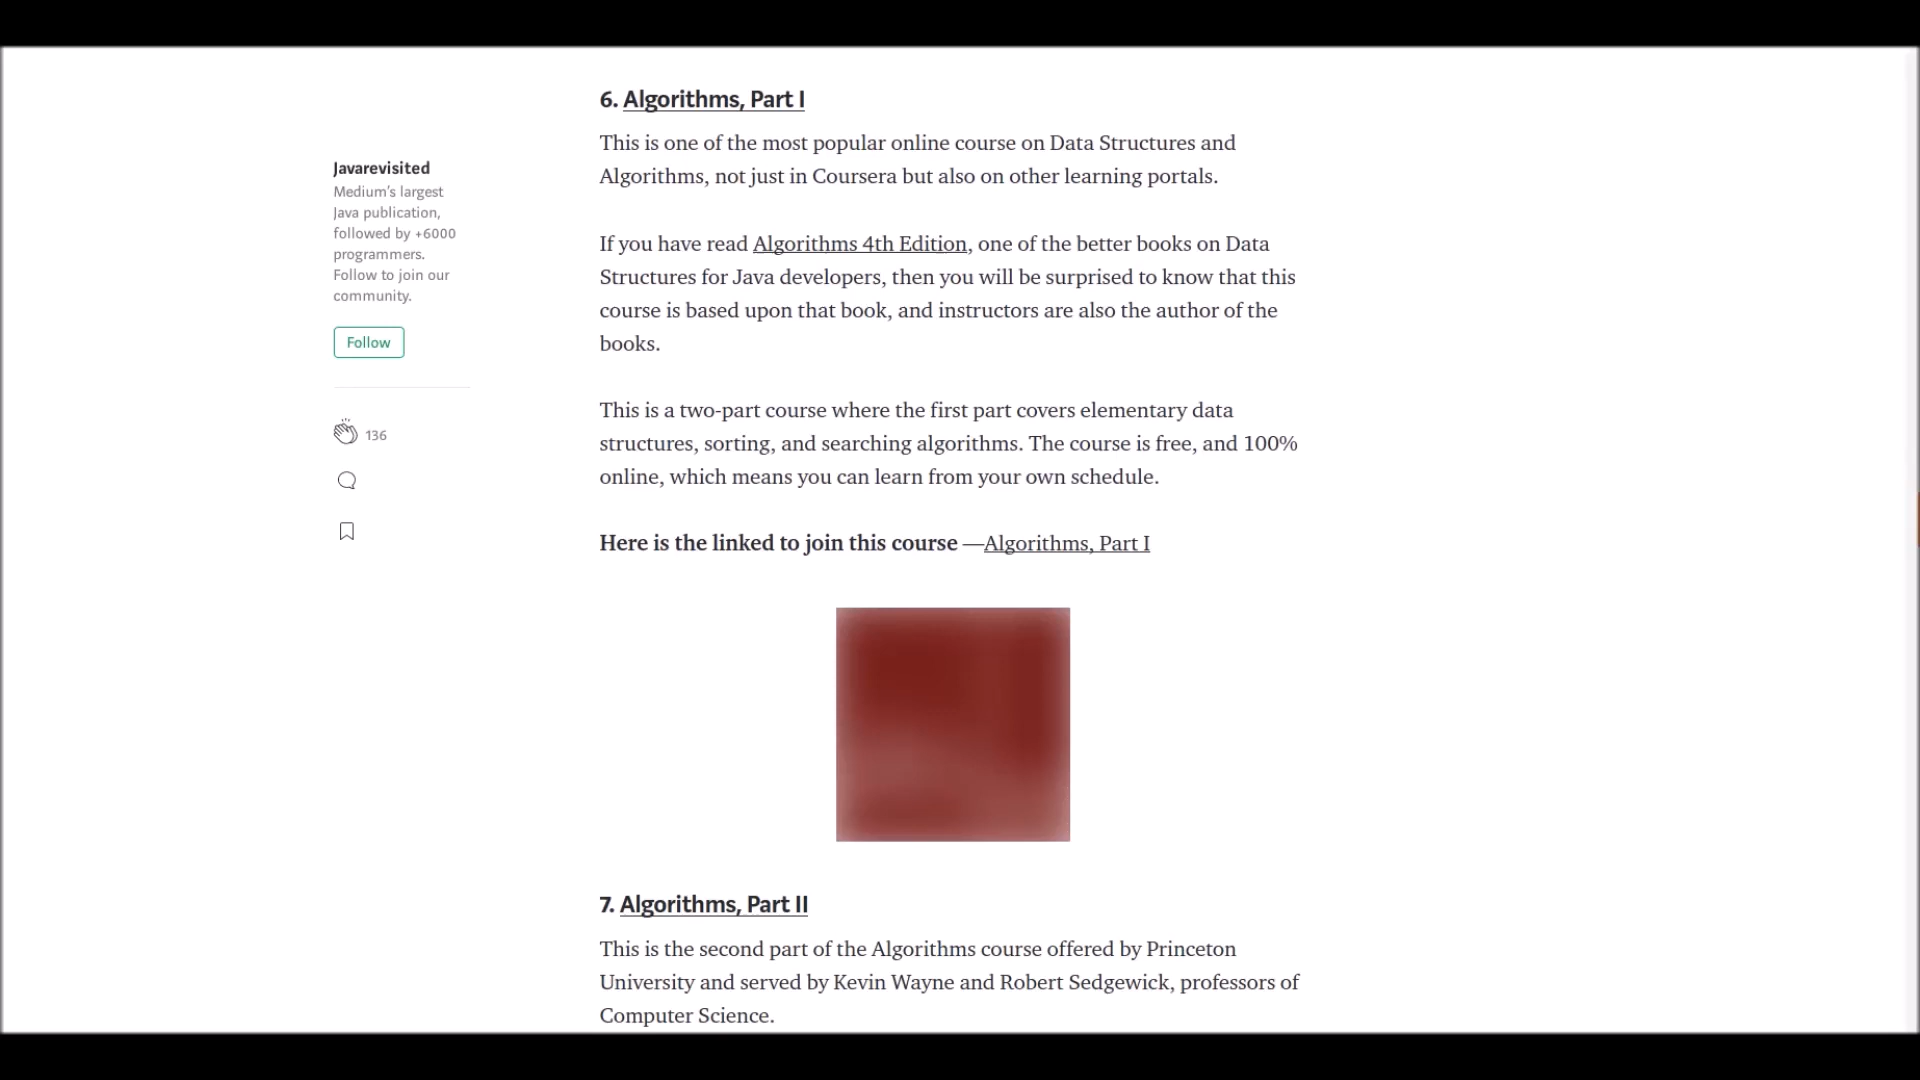 6. Algorithms, Part I
This is one of the most popular online course on Data Structures and
Algorithms, not just in Coursera but also on other learning portals.
Javarevisited
Medium's largest
Java publication,
followed by +6000
programmers.
Follow to join our
community.
Follow
136
If you have read Algorithms 4th Edition, one of the better books on Data
Structures for Java developers, then you will be surprised to know that this
course is based upon that book, and instructors are also the author of the
books.
This is a two-part course where the first part covers elementary data
structures, sorting, and searching algorithms. The course is free, and 100%
online, which means you can learn from your own schedule.
Here is the linked to join this course —Algorithms, Part I
7. Algorithms, Part II
This is the second part of the Algorithms course offered by Princeton
University and served by Kevin Wayne and Robert Sedgewick, professors of
Computer Science.